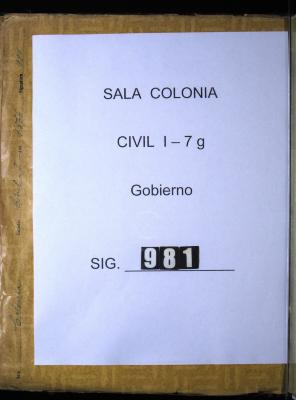 SALA COLONIA
CIVIL I – 7 g
Gobierno
SIG. 981